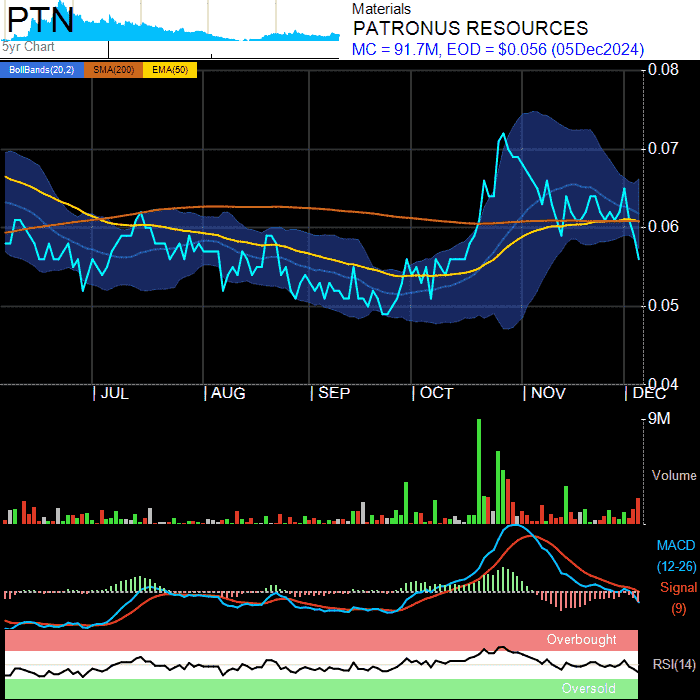 PTN
5yr Chart
Materials
PATRONUS RESOURCES
MC = 91.7M, EOD = $0.056 (05Dec2024)
BollBands(20,2) SMA(200) EMA(50)
0.08
0.07
0.06
0.05
0.04
JUL AUG SEP OCT NOV DEC
9M
Volume
MACD
(12-26)
Signal
(9)
Overbought
RSI(14)
Oversold